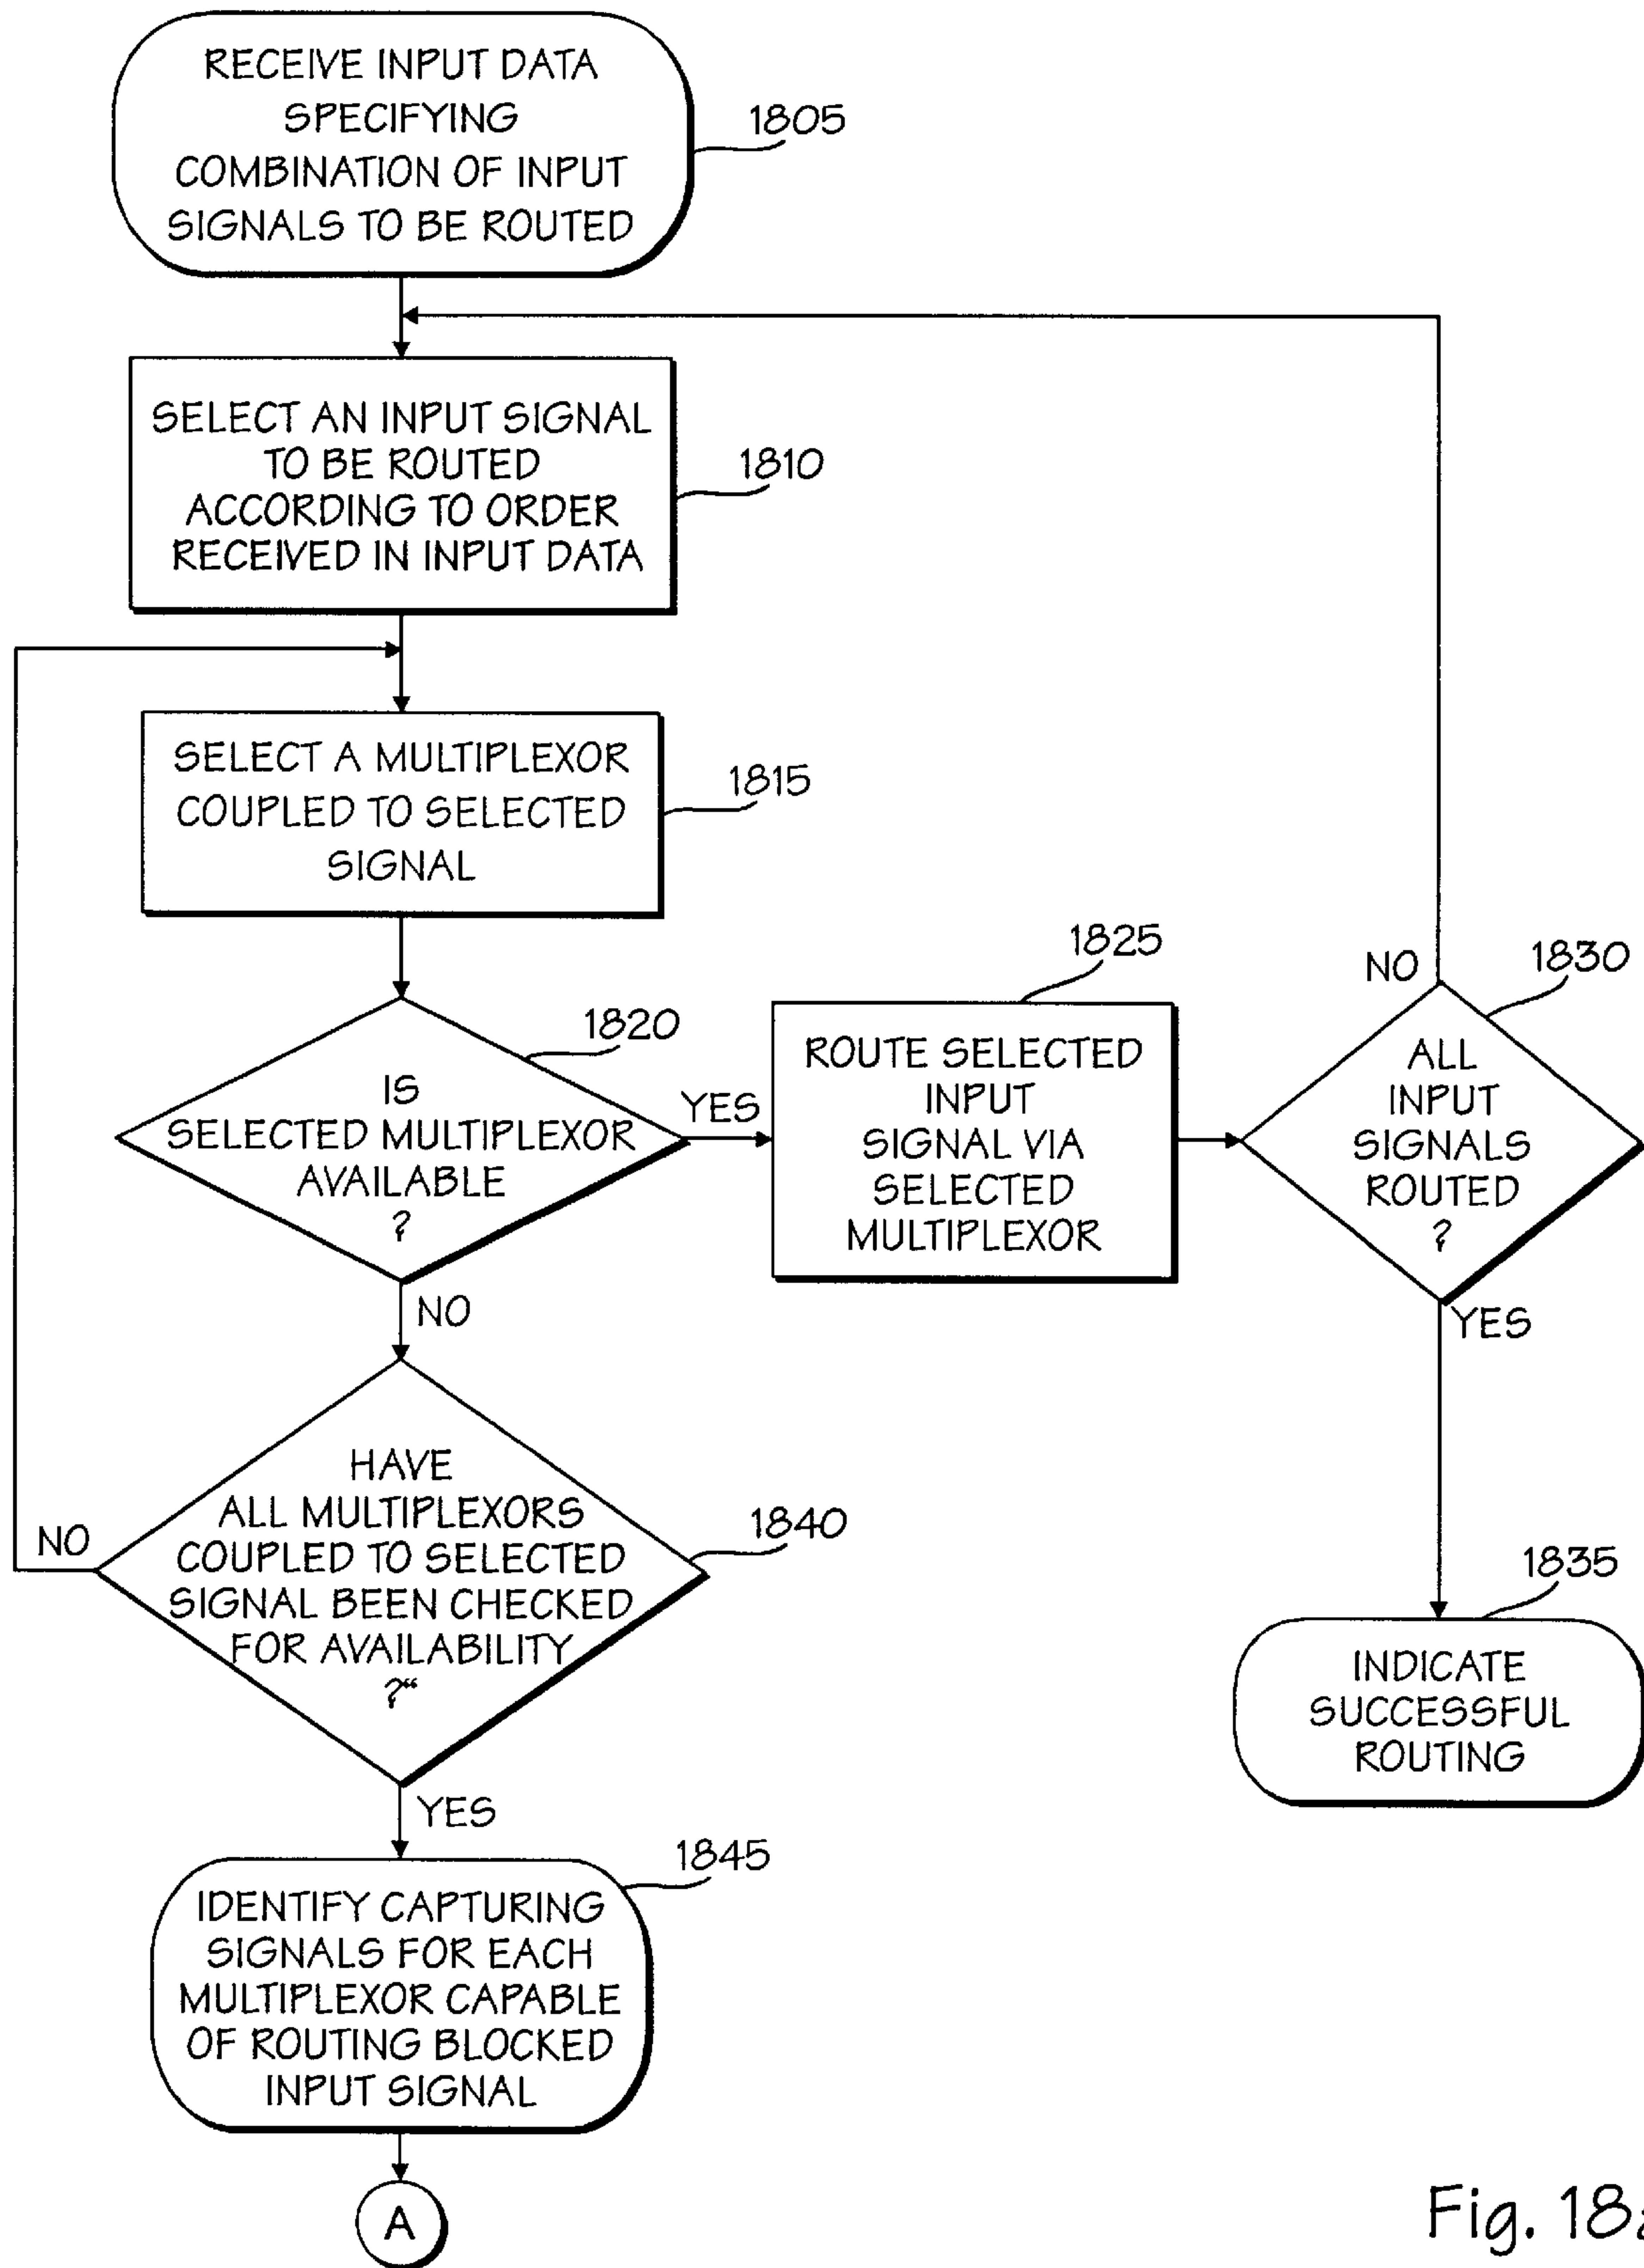 RECEIVE INPUT DATA
SPECIFYING
COMBINATION OF INPUT
SIGNALS TO BE ROUTED
1805
SELECT AN INPUT SIGNAL
TO BE ROUTED
ACCORDING TO ORDER
RECEIVED IN INPUT DATA
1810
SELECT A MULTIPLEXOR
COUPLED TO SELECTED
SIGNAL
1815
IS
SELECTED MULTIPLEXOR
AVAILABLE
?
1820
YES
NO
ROUTE SELECTED
INPUT
SIGNAL VIA
SELECTED
MULTIPLEXOR
1825
ALL
INPUT
SIGNALS
ROUTED
?
1830
NO
YES
INDICATE
SUCCESSFUL
ROUTING
1835
HAVE
ALL MULTIPLEXORS
COUPLED TO SELECTED
SIGNAL BEEN CHECKED
FOR AVAILABILITY
?“
1840
NO
YES
IDENTIFY CAPTURING
SIGNALS FOR EACH
MULTIPLEXOR CAPABLE
OF ROUTING BLOCKED
INPUT SIGNAL
1845
A
Fig. 18a